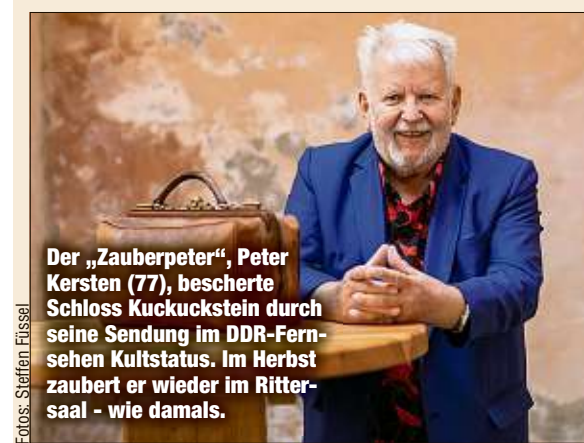 Der „Zauberpeter“, Peter
Kersten (77), bescherte
Schloss Kuckuckstein durch
seine Sendung im DDR-Fern-
sehen Kultstatus. Im Herbst
zaubert er wieder im Ritter-
saal - wie damals.
Fotos: Steffen Füssel